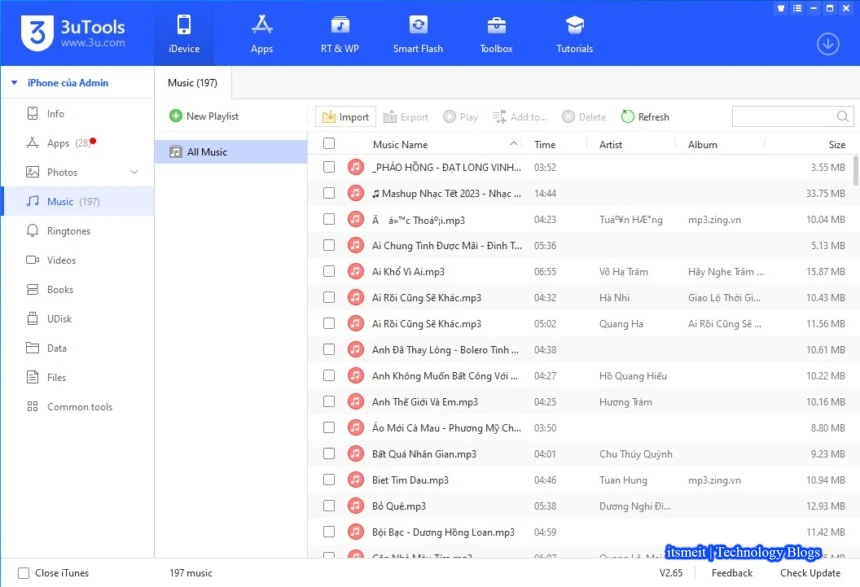 3uTools
www.3u.com
iDevice
Apps
RT & WP
Smart Flash
Toolbox
Tutorials
iPhone của Admin
Info
Apps (28)
Photos
Music (197)
Ringtones
Videos
Books
UDisk
Data
Files
Common tools
Music (197)
New Playlist
All Music
Import Export Play Add to... Delete Refresh
Music Name Time Artist Album Size
_PHÁO HỒNG - ĐẠT LONG VINH... 03:52 3.55 MB
Mashup Nhạc Tết 2023 - Nhạc ... 14:44 33.75 MB
04:23 mp3.zing.vn 10.04 MB
Ai Chung Tình Được Mãi - Đinh T... 05:36 5.13 MB
Ai Khổ Vì Ai.mp3 06:55 Võ Hạ Trâm Hãy Nghe Trâm ... 15.87 MB
Ai Rồi Cũng Sẽ Khác.mp3 04:32 Hà Nhi Giao Lộ Thời Gi... 10.43 MB
Ai Rồi Cũng Sẽ Khác.mp3 05:02 Quang Ha Ai Rồi Cũng Sẽ ... 11.56 MB
Anh Đã Thay Lòng - Bolero Tình ... 04:38 10.61 MB
Anh Không Muốn Bất Công Với ... 04:27 Hồ Quang Hiếu 10.22 MB
Anh Thế Giới Và Em.mp3 04:25 Hương Tràm 10.16 MB
Áo Mới Cà Mau - Phương Mỹ Ch... 03:50 8.80 MB
Bất Quá Nhân Gian.mp3 04:01 Chu Thúy Quỳnh 9.23 MB
Biet Tim Dau.mp3 04:46 Tuan Hung mp3.zing.vn 10.94 MB
Bỏ Quê.mp3 05:38 Dương Nghi Đì... 12.93 MB
Bội Bạc - Dương Hồng Loan.mp3 04:59 11.42 MB
itsmeit | Technology Blogs
Close iTunes
197 music
V2.65
Feedback
Check Update